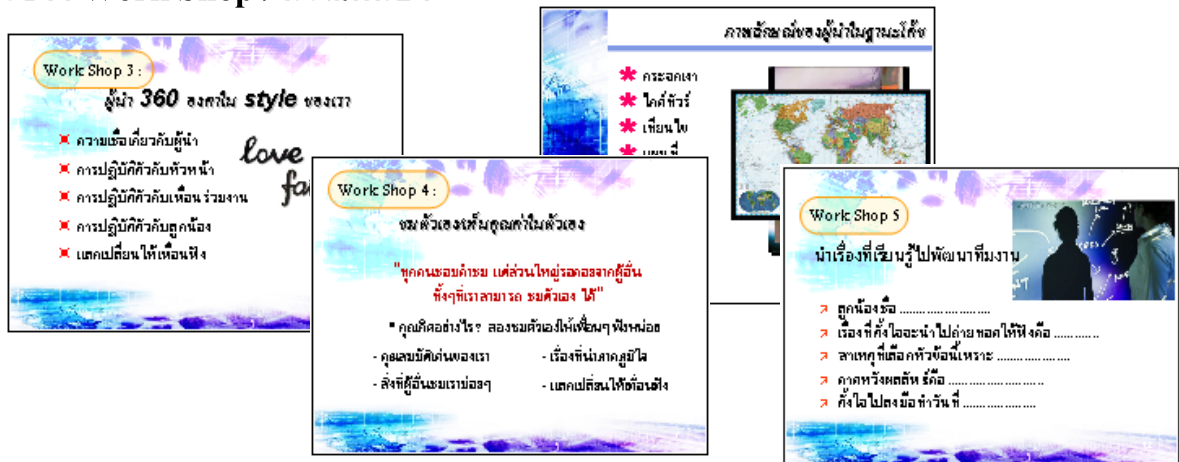 Work Shop 3 :
ผู้นำ 360 องศาใน style ของเรา
ความเชื่อเกี่ยวกับผู้นำ
การปฏิบัติตัวกับหัวหน้า
การปฏิบัติตัวกับเพื่อนร่วมงาน
การปฏิบัติตัวกับลูกน้อง
แลกเปลี่ยนให้เพื่อนฟัง
love
ภาพลักษณ์ของผู้นำในฐานะโค้ช
กระจกเงา
ไกด์ทัวร์
เทียนไข
แผนที่
Work Shop 4 :
ชมตัวเองเห็นคุณค่าในตัวเอง
"ทุกคนชอบคำชม แต่ส่วนใหญ่รอคอยจากผู้อื่น
ทั้งๆที่เราสามารถ ชมตัวเอง ได้"
* คุณคิดอย่างไร? ลองชมตัวเองให้เพื่อนๆ ฟังหน่อย
- คุณสมบัติเด่นของเรา - เรื่องที่น่าภาคภูมิใจ
- สิ่งที่ผู้อื่นชมเราบ่อยๆ - แลกเปลี่ยนให้เพื่อนฟัง
Work Shop 5
นำเรื่องที่เรียนรู้ไปพัฒนาทีมงาน
ลูกน้องชื่อ ........................
เรื่องที่ตั้งใจจะนำไปถ่ายทอดให้ฟังคือ ............
สาเหตุที่เลือกหัวข้อนี้เพราะ ...................
คาดหวังผลลัพธ์คือ .........................
ตั้งใจไปลงมือทำวันที่ ...................